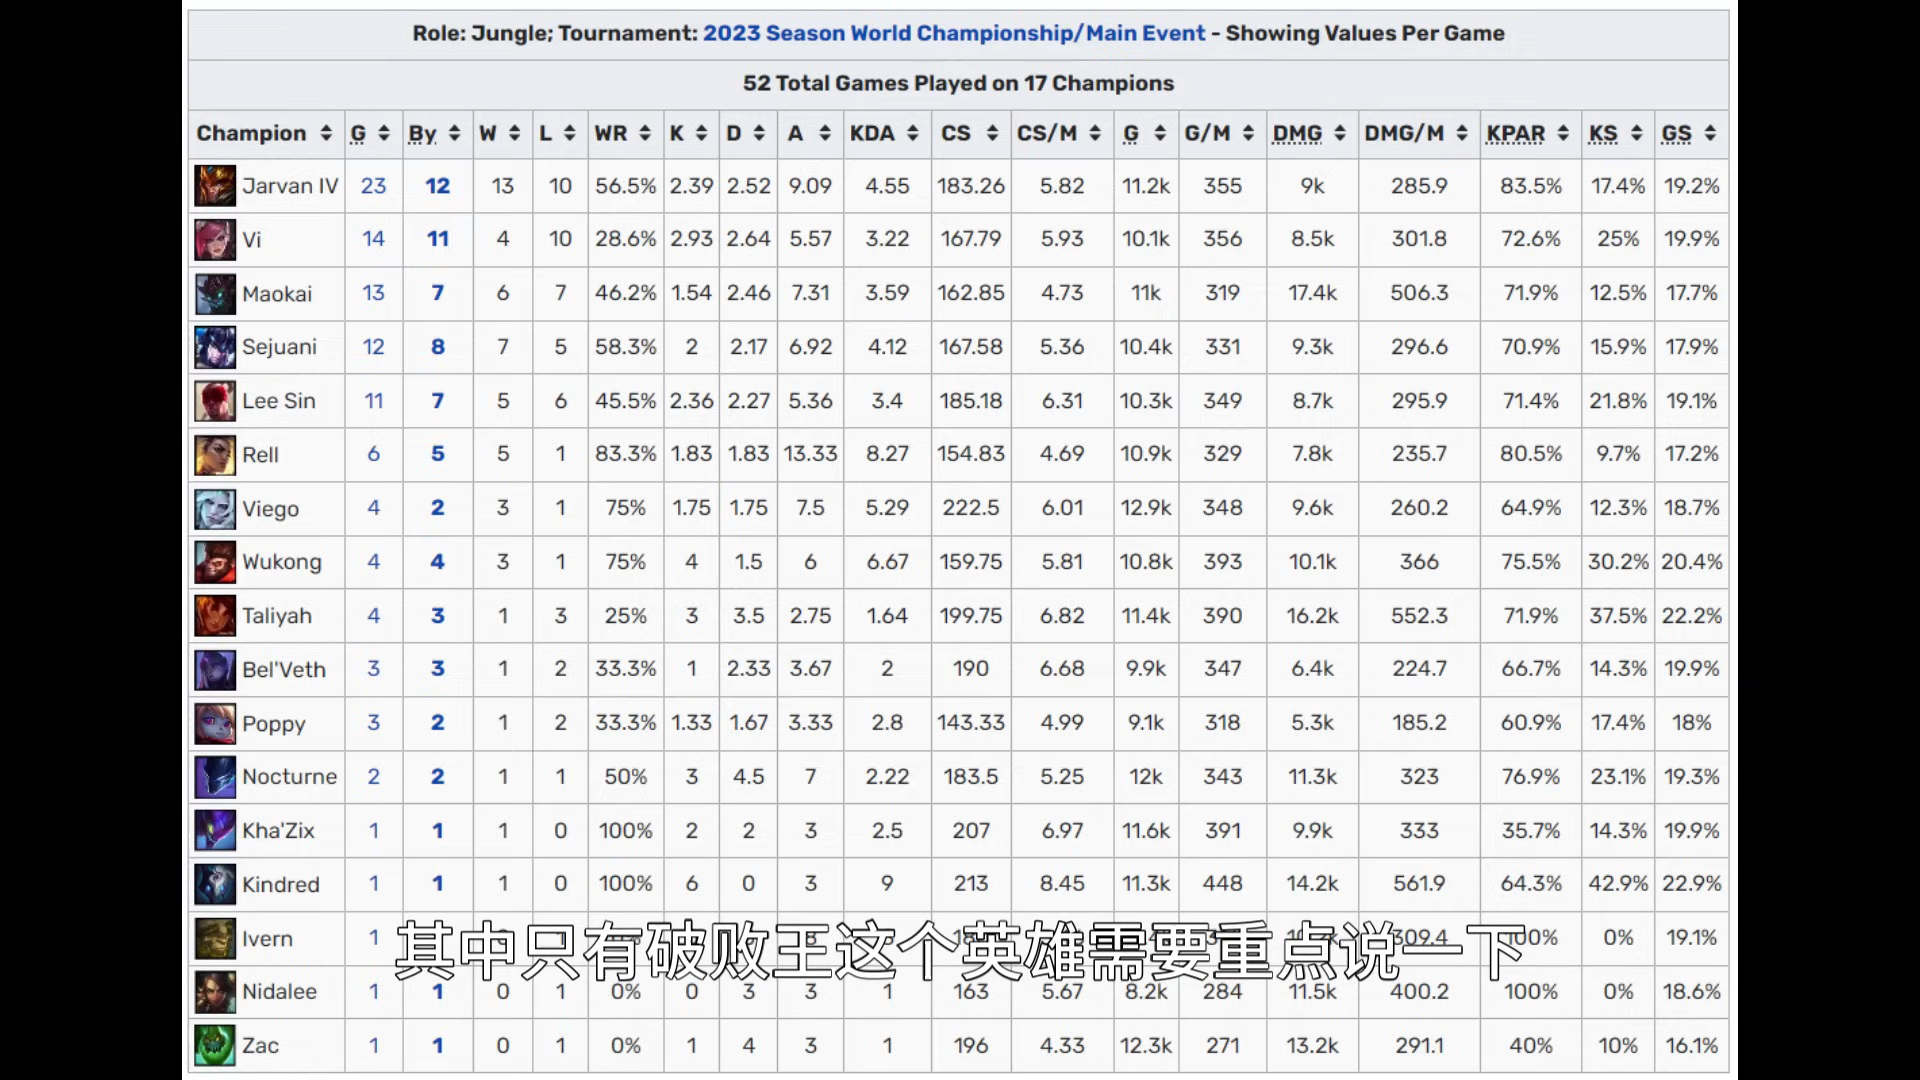 Role: Jungle; Tournament: 2023 Season World Championship/Main Event - Showing Values Per Game
52 Total Games Played on 17 Champions
Champion G By W L WR K D A KDA CS CS/M G G/M DMG DMG/M KPAR KS GS
Jarvan IV 23 12 13 10 56.5% 2.39 2.52 9.09 4.55 183.26 5.82 11.2k 355 9k 285.9 83.5% 17.4% 19.2%
Vi 14 11 4 10 28.6% 2.93 2.64 5.57 3.22 167.79 5.93 10.1k 356 8.5k 301.8 72.6% 25% 19.9%
Maokai 13 7 6 7 46.2% 1.54 2.46 7.31 3.59 162.85 4.73 11k 319 17.4k 506.3 71.9% 12.5% 17.7%
Sejuani 12 8 7 5 58.3% 2 2.17 6.92 4.12 167.58 5.36 10.4k 331 9.3k 296.6 70.9% 15.9% 17.9%
Lee Sin 11 7 5 6 45.5% 2.36 2.27 5.36 3.4 185.18 6.31 10.3k 349 8.7k 295.9 71.4% 21.8% 19.1%
Rell 6 5 5 1 83.3% 1.83 1.83 13.33 8.27 154.83 4.69 10.9k 329 7.8k 235.7 80.5% 9.7% 17.2%
Viego 4 2 3 1 75% 1.75 1.75 7.5 5.29 222.5 6.01 12.9k 348 9.6k 260.2 64.9% 12.3% 18.7%
Wukong 4 4 3 1 75% 4 1.5 6 6.67 159.75 5.81 10.8k 393 10.1k 366 75.5% 30.2% 20.4%
Taliyah 4 3 1 3 25% 3 3.5 2.75 1.64 199.75 6.82 11.4k 390 16.2k 552.3 71.9% 37.5% 22.2%
Bel'Veth 3 3 1 2 33.3% 1 2.33 3.67 2 190 6.68 9.9k 347 6.4k 224.7 66.7% 14.3% 19.9%
Poppy 3 2 1 2 33.3% 1.33 1.67 3.33 2.8 143.33 4.99 9.1k 318 5.3k 185.2 60.9% 17.4% 18%
Nocturne 2 2 1 1 50% 3 4.5 7 2.22 183.5 5.25 12k 343 11.3k 323 76.9% 23.1% 19.3%
Kha'Zix 1 1 1 0 100% 2 2 3 2.5 207 6.97 11.6k 391 9.9k 333 35.7% 14.3% 19.9%
Kindred 1 1 1 0 100% 6 0 3 9 213 8.45 11.3k 448 14.2k 561.9 64.3% 42.9% 22.9%
Ivern 1 0% 19.1%
其中只有破败王这个英雄需要重点说一下
Nidalee 1 1 0 1 0% 0 3 3 1 163 5.67 8.2k 284 11.5k 400.2 100% 0% 18.6%
Zac 1 1 0 1 0% 1 4 3 1 196 4.33 12.3k 271 13.2k 291.1 40% 10% 16.1%